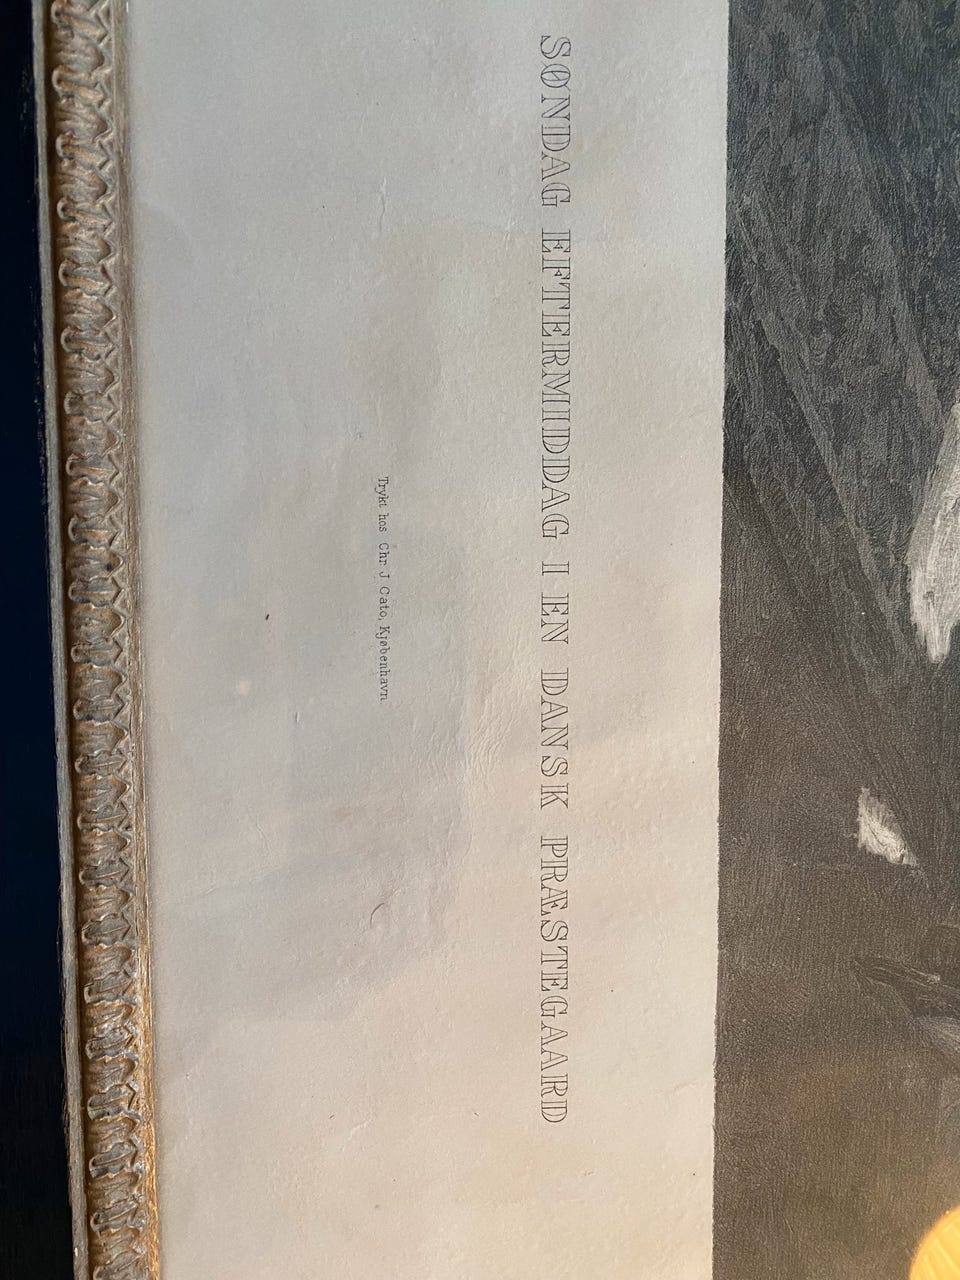 SØNDAG EFTERMIDDAG I EN DANSK PRÆSTEGAARD
Trykt hos Chr. J. Cato, Kjøbenhavn.